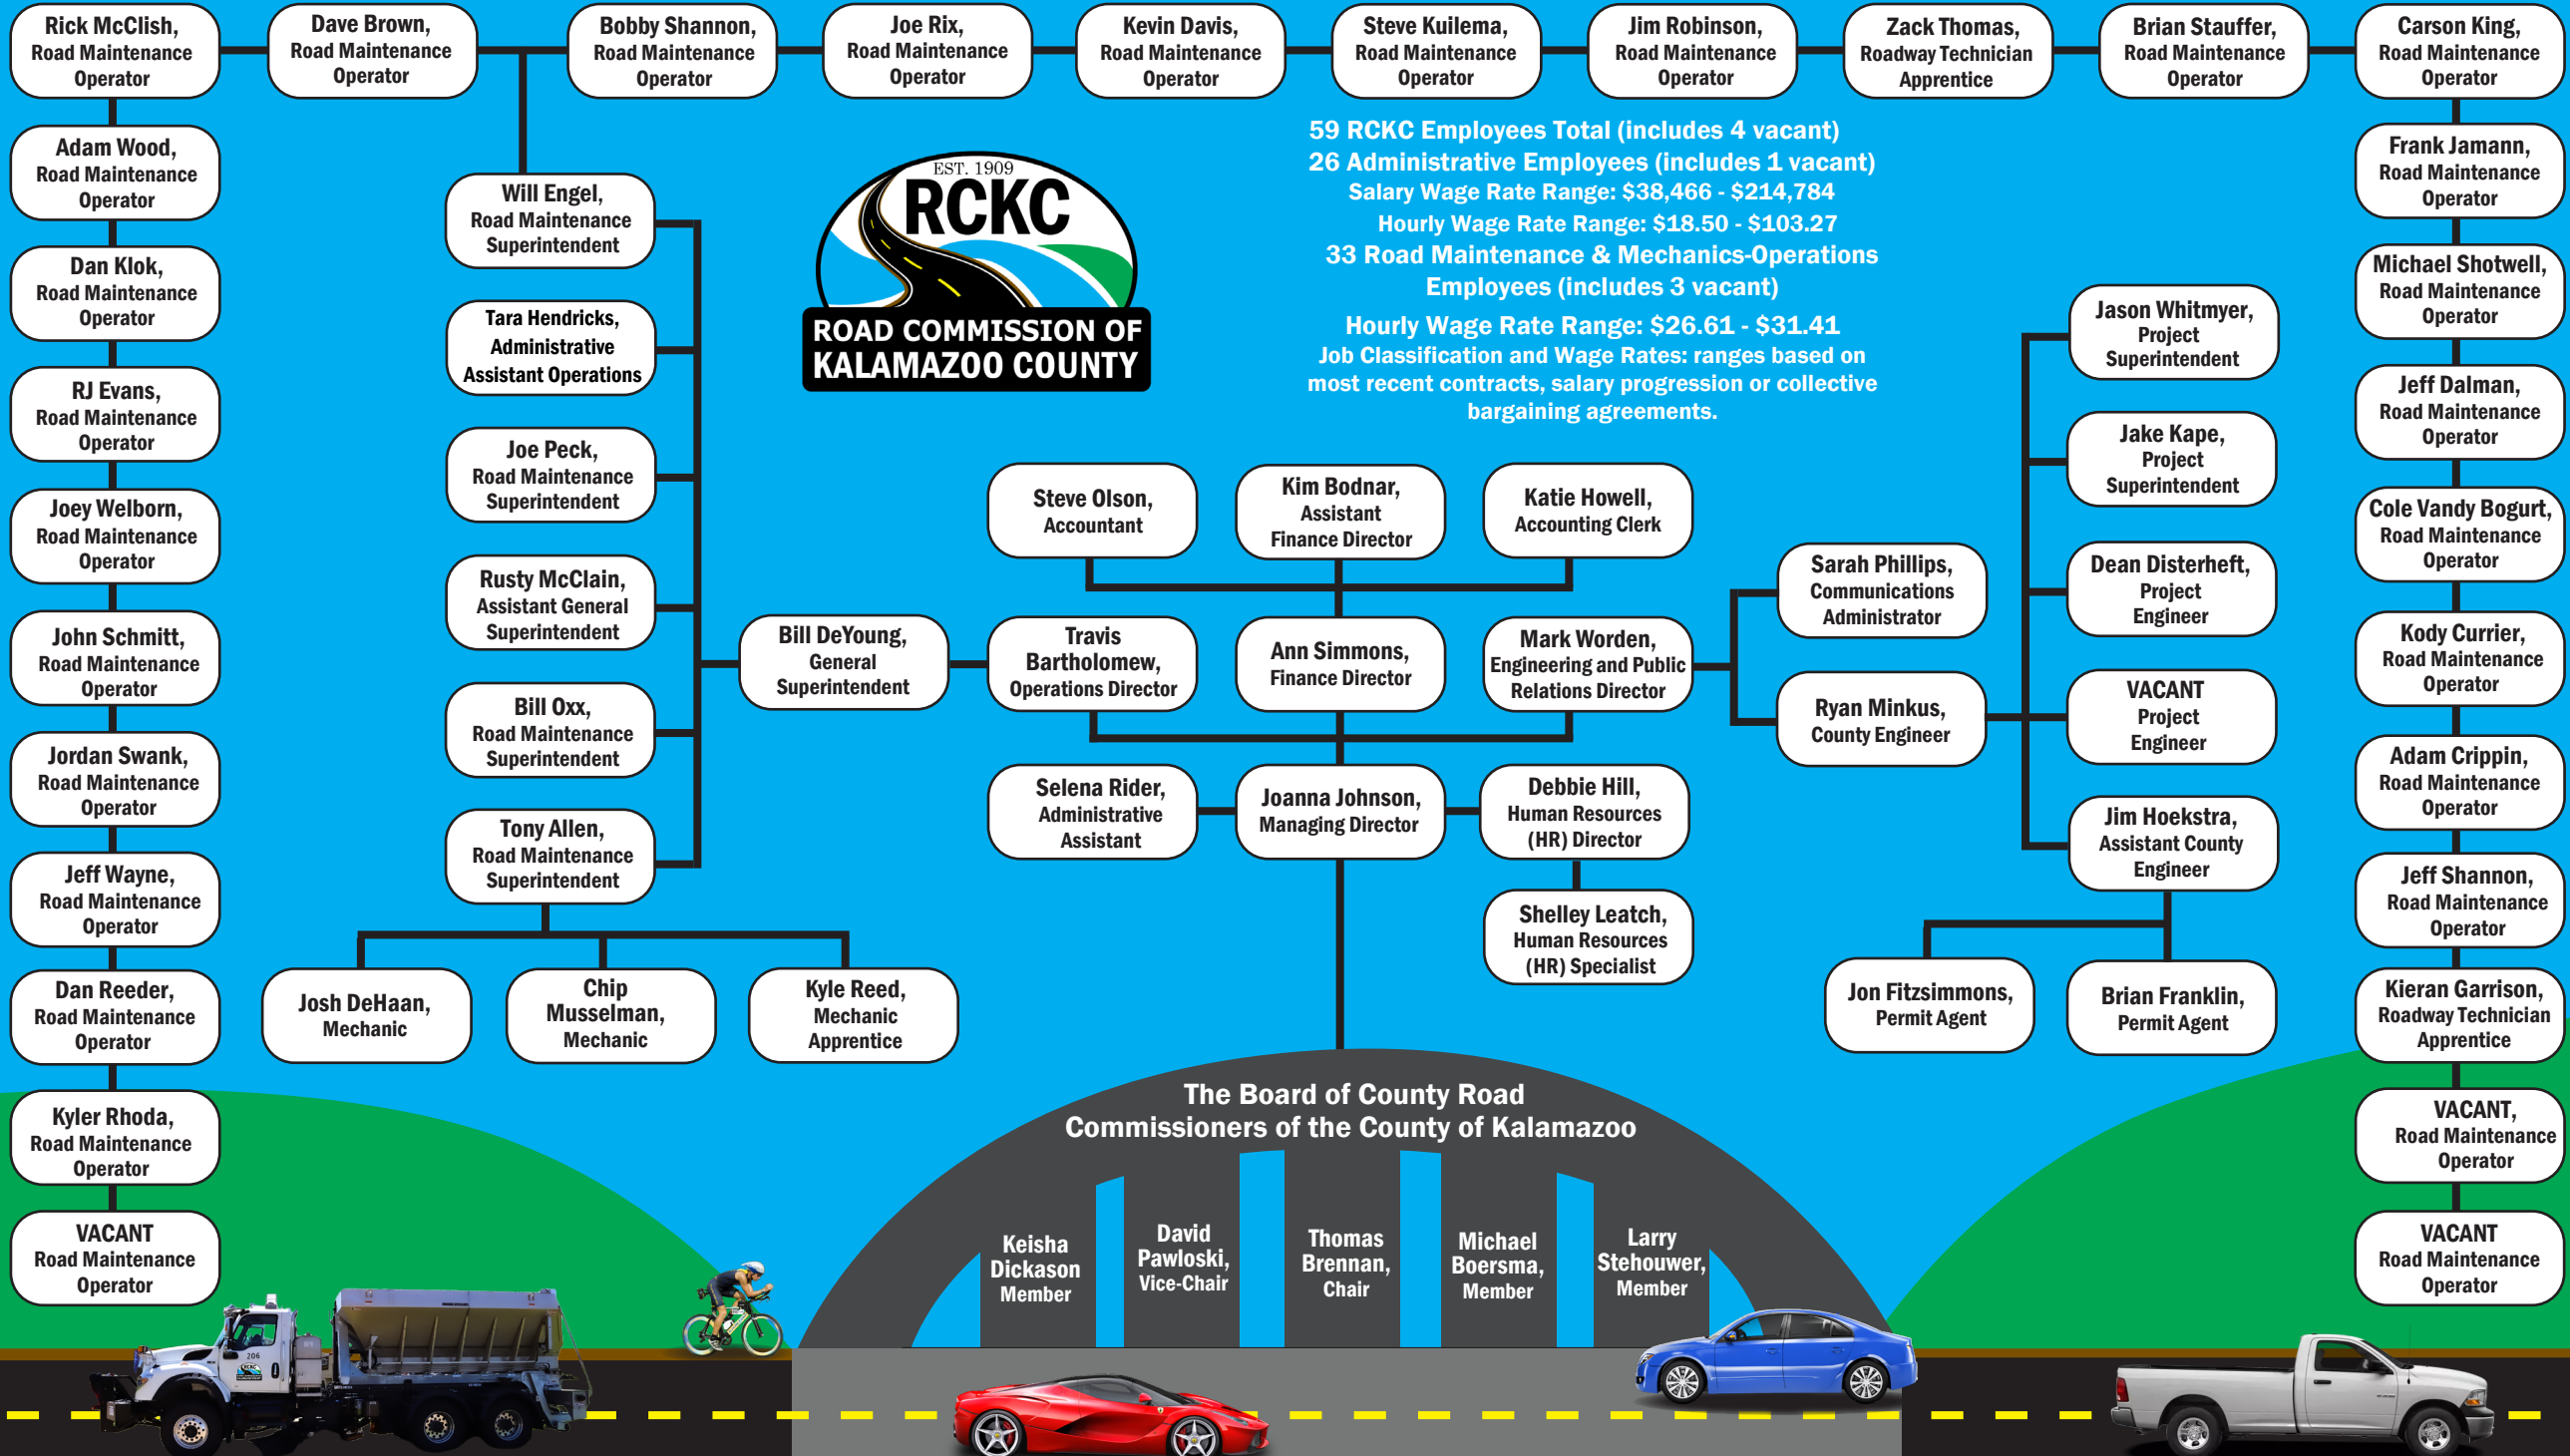 Rick McClish,
Road Maintenance
Operator
Dave Brown,
Road Maintenance
Operator
Bobby Shannon,
Road Maintenance
Operator
Joe Rix,
Road Maintenance
Operator
Kevin Davis,
Road Maintenance
Operator
Steve Kuilema,
Road Maintenance
Operator
Jim Robinson,
Road Maintenance
Operator
Zack Thomas,
Roadway Technician
Apprentice
Brian Stauffer,
Road Maintenance
Operator
Carson King,
Road Maintenance
Operator
Adam Wood,
Road Maintenance
Operator
Dan Klok,
Road Maintenance
Operator
RJ Evans,
Road Maintenance
Operator
Joey Welborn,
Road Maintenance
Operator
John Schmitt,
Road Maintenance
Operator
Jordan Swank,
Road Maintenance
Operator
Jeff Wayne,
Road Maintenance
Operator
Dan Reeder,
Road Maintenance
Operator
Kyler Rhoda,
Road Maintenance
Operator
VACANT
Road Maintenance
Operator
Will Engel,
Road Maintenance
Superintendent
Tara Hendricks,
Administrative
Assistant Operations
Joe Peck,
Road Maintenance
Superintendent
Rusty McClain,
Assistant General
Superintendent
Bill Oxx,
Road Maintenance
Superintendent
Tony Allen,
Road Maintenance
Superintendent
Josh DeHaan,
Mechanic
Chip
Musselman,
Mechanic
Kyle Reed,
Mechanic
Apprentice
EST. 1909
RCKC
ROAD COMMISSION OF
KALAMAZOO COUNTY
59 RCKC Employees Total (includes 4 vacant)
26 Administrative Employees (includes 1 vacant)
Salary Wage Rate Range: $38,466 - $214,784
Hourly Wage Rate Range: $18.50 - $103.27
33 Road Maintenance & Mechanics-Operations
Employees (includes 3 vacant)
Hourly Wage Rate Range: $26.61 - $31.41
Job Classification and Wage Rates: ranges based on
most recent contracts, salary progression or collective
bargaining agreements.
Steve Olson,
Accountant
Kim Bodnar,
Assistant
Finance Director
Katie Howell,
Accounting Clerk
Bill DeYoung,
General
Superintendent
Travis
Bartholomew,
Operations Director
Ann Simmons,
Finance Director
Mark Worden,
Engineering and Public
Relations Director
Selena Rider,
Administrative
Assistant
Joanna Johnson,
Managing Director
Debbie Hill,
Human Resources
(HR) Director
Shelley Leatch,
Human Resources
(HR) Specialist
Sarah Phillips,
Communications
Administrator
Ryan Minkus,
County Engineer
Jason Whitmyer,
Project
Superintendent
Jake Kape,
Project
Superintendent
Dean Disterheft,
Project
Engineer
VACANT
Project
Engineer
Jim Hoekstra,
Assistant County
Engineer
Jon Fitzsimmons,
Permit Agent
Brian Franklin,
Permit Agent
Frank Jamann,
Road Maintenance
Operator
Michael Shotwell,
Road Maintenance
Operator
Jeff Dalman,
Road Maintenance
Operator
Cole Vandy Bogurt,
Road Maintenance
Operator
Kody Currier,
Road Maintenance
Operator
Adam Crippin,
Road Maintenance
Operator
Jeff Shannon,
Road Maintenance
Operator
Kieran Garrison,
Roadway Technician
Apprentice
VACANT,
Road Maintenance
Operator
VACANT
Road Maintenance
Operator
The Board of County Road
Commissioners of the County of Kalamazoo
Keisha
Dickason
Member
David
Pawloski,
Vice-Chair
Thomas
Brennan,
Chair
Michael
Boersma,
Member
Larry
Stehouwer,
Member
206
RCKC